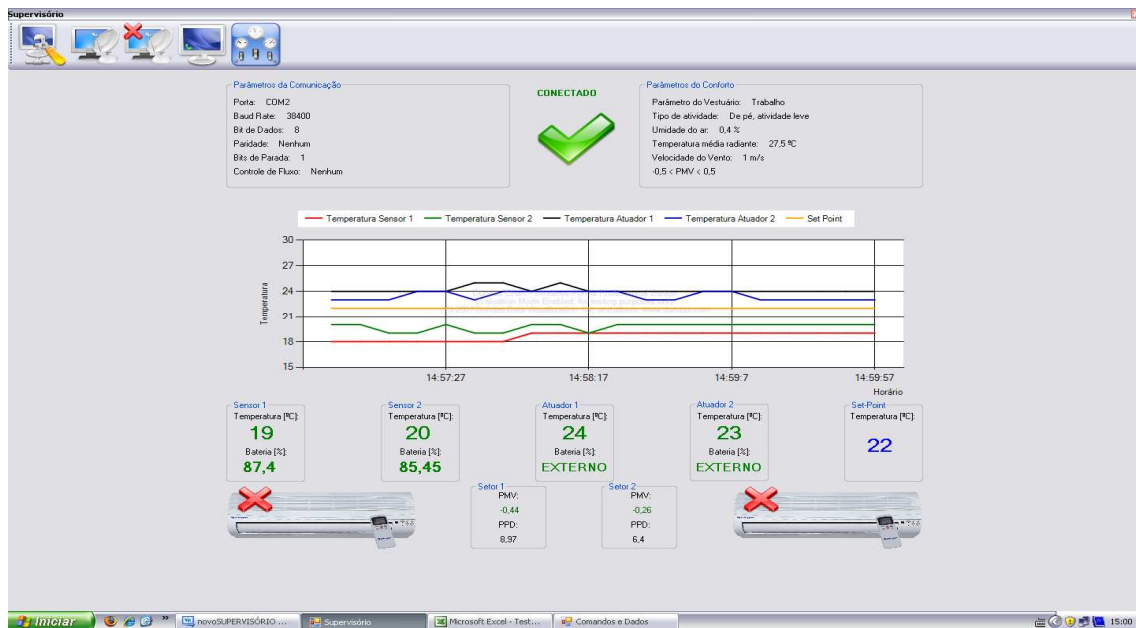 Supervisório
Parâmetros da Comunicação
Porta: COM2
Baud Rate: 38400
Bit de Dados: 8
Paridade: Nenhum
Bits de Parada: 1
Controle de Fluxo: Nenhum
CONECTADO
Parâmetros do Conforto
Parâmetro do Vestuário: Trabalho
Tipo de atividade: De pé, atividade leve
Umidade do ar: 0,4 %
Temperatura média radiante: 27,5 ºC
Velocidade do Vento: 1 m/s
-0,5 < PMV < 0,5
Temperatura Sensor 1 Temperatura Sensor 2 Temperatura Atuador 1 Temperatura Atuador 2 Set Point
Temperatura
30
27
24
21
18
15
14:57:27 14:58:17 14:59:7 14:59:57
Horário
Sensor 1
Temperatura [ºC]:
19
Bateria [%]:
87,4
Sensor 2
Temperatura [ºC]:
20
Bateria [%]:
85,45
Atuador 1
Temperatura [ºC]:
24
Bateria [%]:
EXTERNO
Atuador 2
Temperatura [ºC]:
23
Bateria [%]:
EXTERNO
Set-Point
Temperatura [ºC]:
22
Setor 1
PMV:
-0,44
PPD:
8,97
Setor 2
PMV:
-0,26
PPD:
6,4
Iniciar » novoSUPERVISÓRIO ... Supervisório Microsoft Excel - Test... Comandos e Dados 15:00